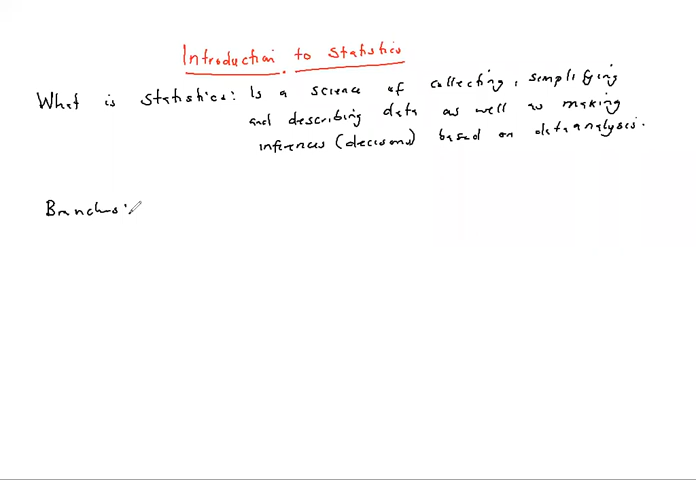 Introduction to Statistics
What is statistics: Is a science of collecting, simplifying
and describing data as well as making
inferences (decisions) based on data analysis.
Branches: